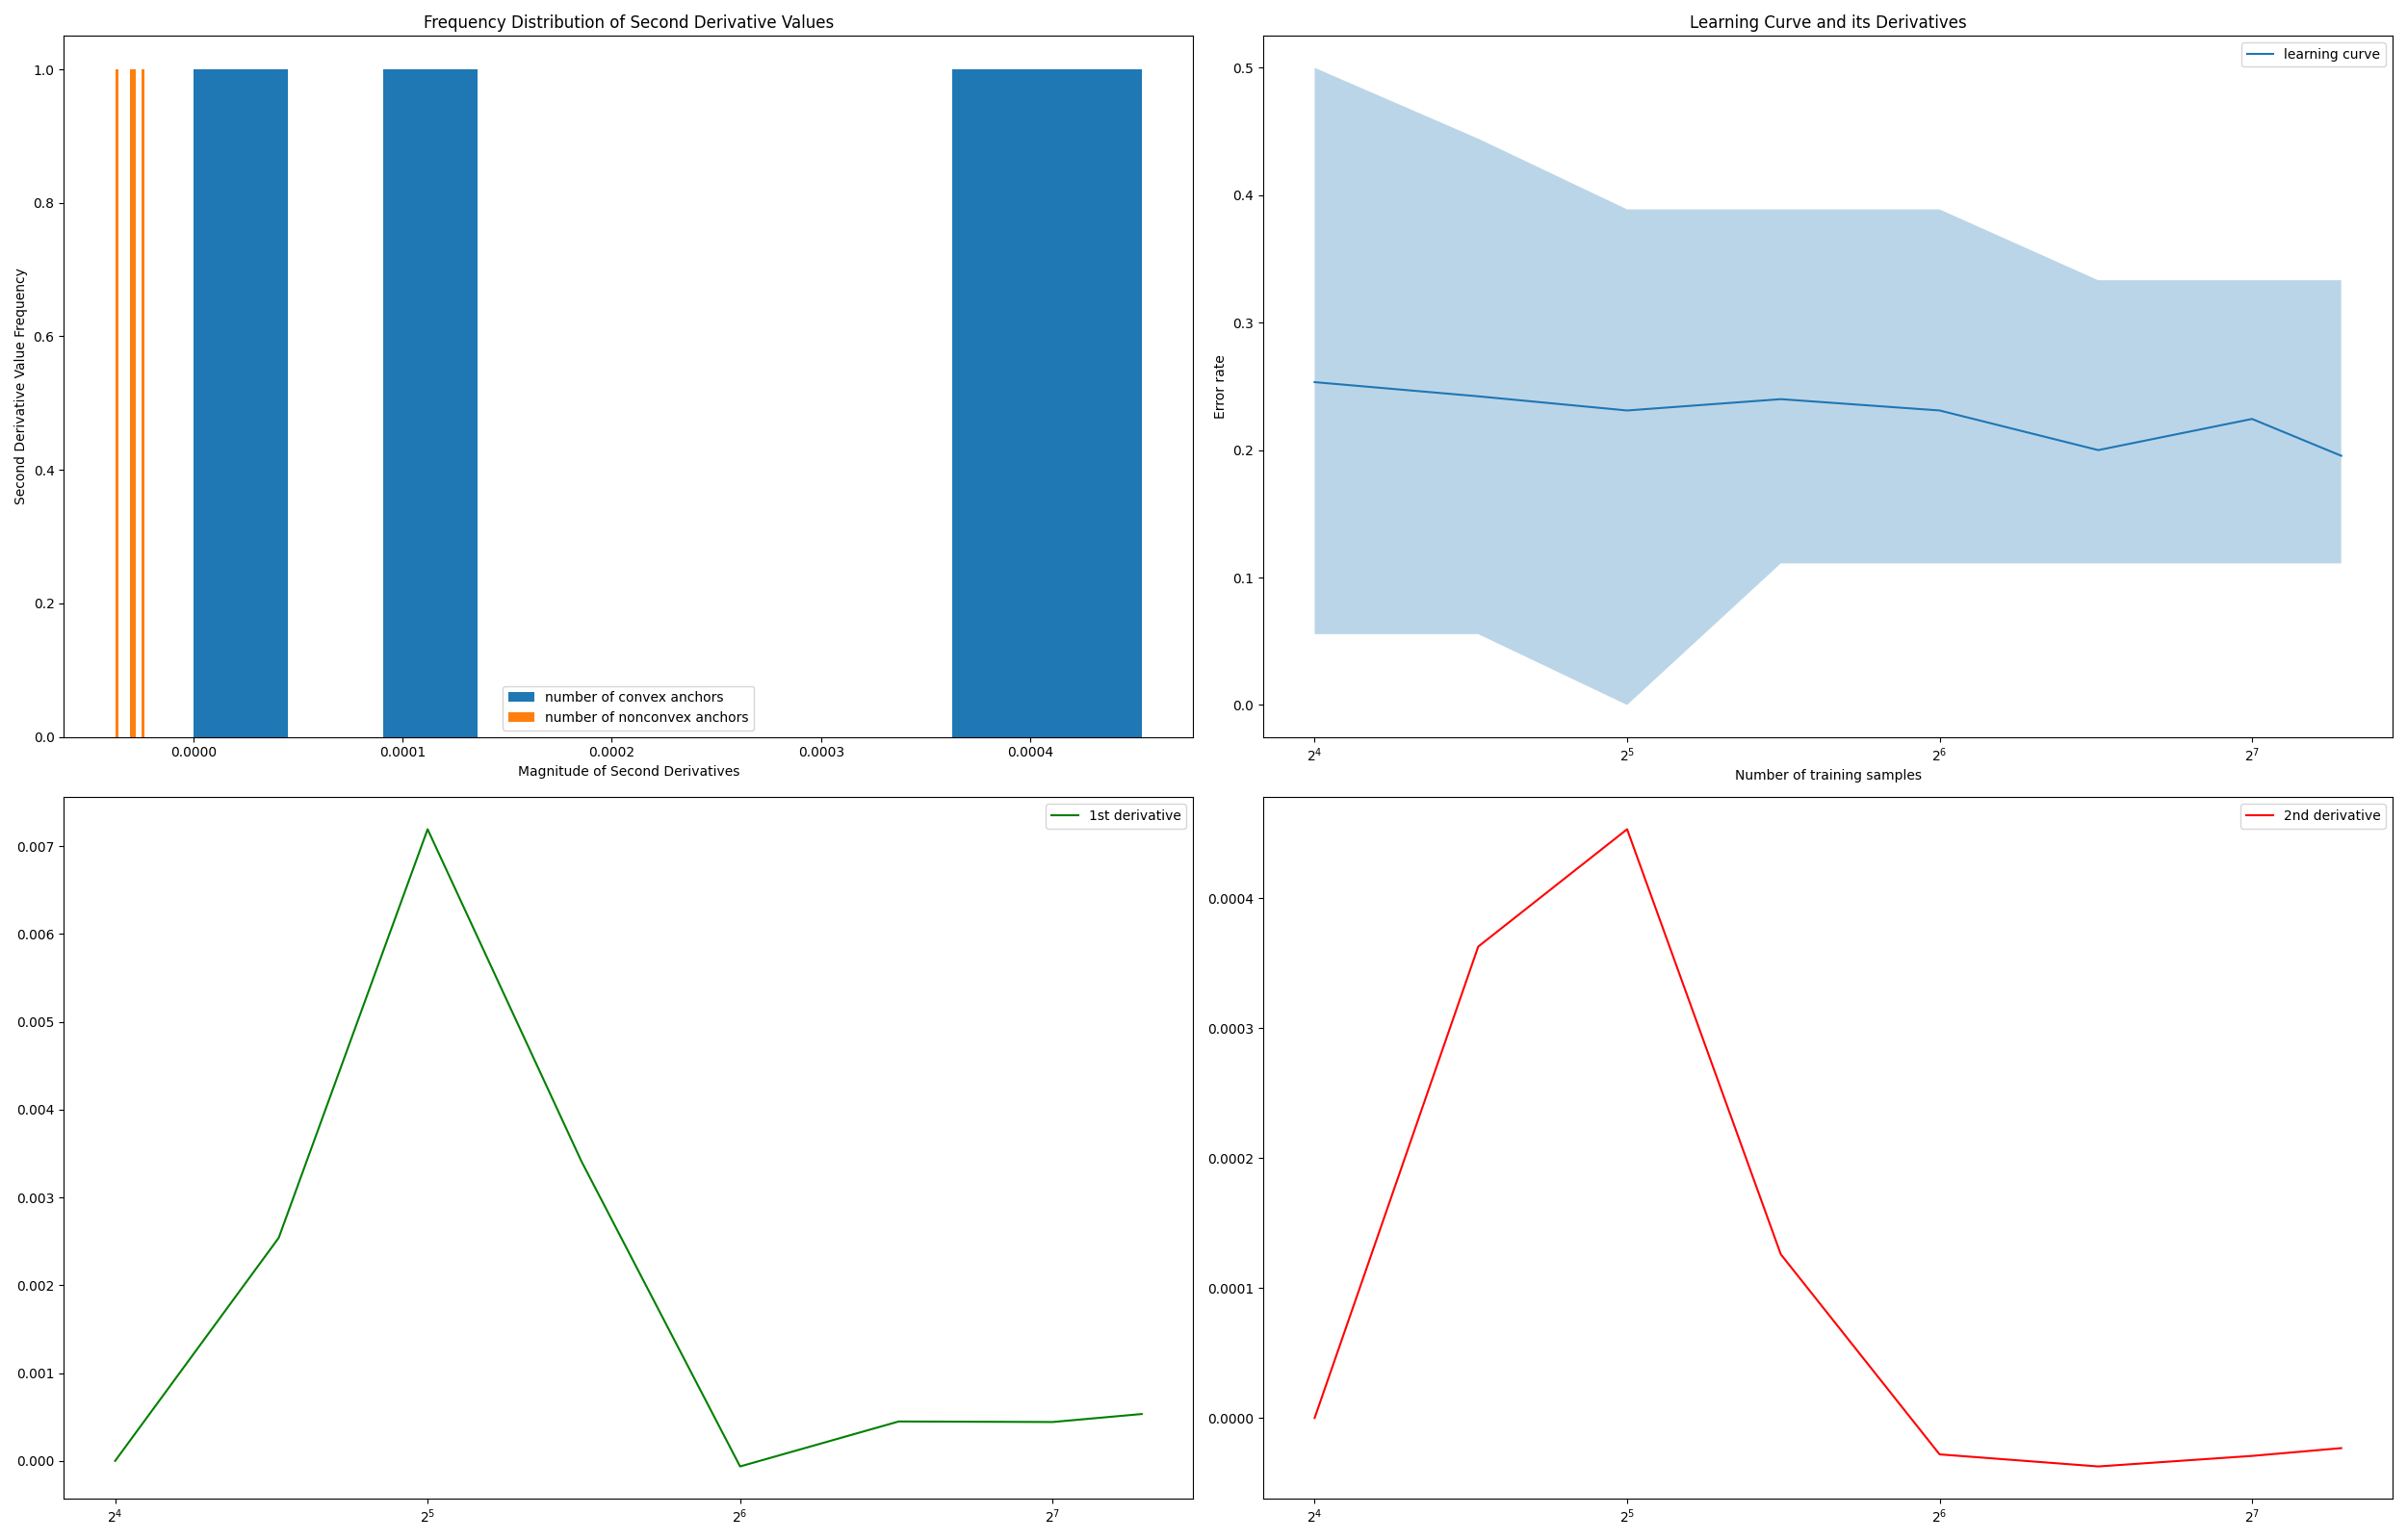 Frequency Distribution of Second Derivative Values
Second Derivative Value Frequency
1.0
0.8
0.6
0.4
0.2
0.0
number of convex anchors
number of nonconvex anchors
0.0000 0.0001 0.0002 0.0003 0.0004
Magnitude of Second Derivatives
Learning Curve and its Derivatives
learning curve
Error rate
0.5
0.4
0.3
0.2
0.1
0.0
2⁴ 2⁵ 2⁶ 2⁷
Number of training samples
1st derivative
0.007
0.006
0.005
0.004
0.003
0.002
0.001
0.000
2⁴ 2⁵ 2⁶ 2⁷
2nd derivative
0.0004
0.0003
0.0002
0.0001
0.0000
2⁴ 2⁵ 2⁶ 2⁷